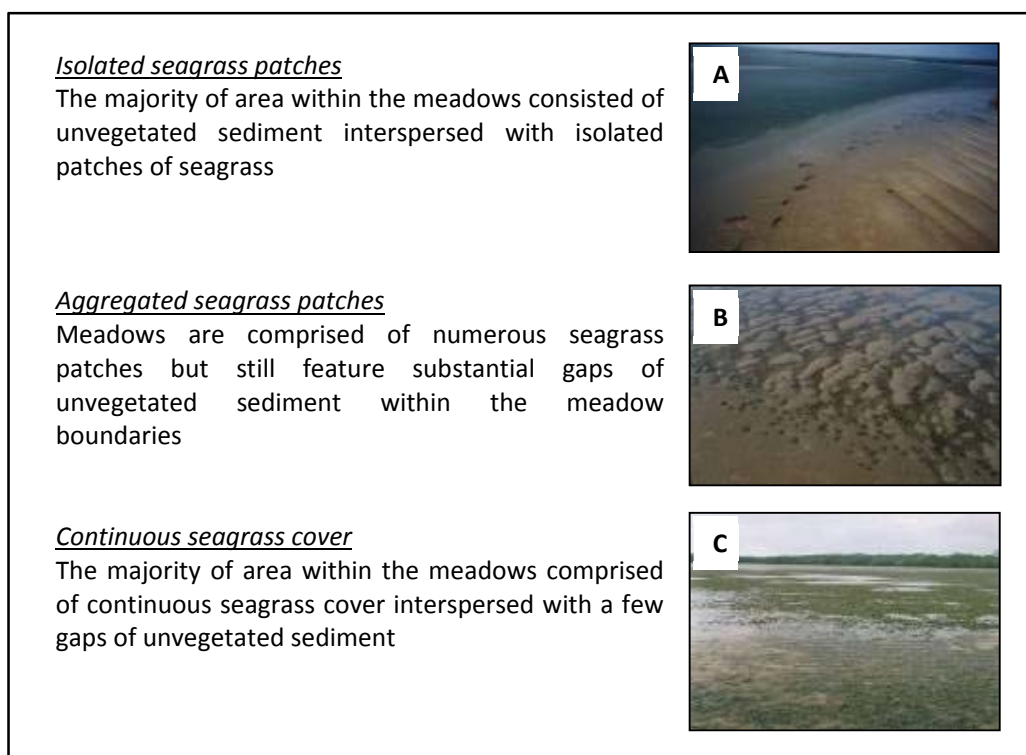 Isolated seagrass patches
The majority of area within the meadows consisted of
unvegetated sediment interspersed with isolated
patches of seagrass
A
Aggregated seagrass patches
Meadows are comprised of numerous seagrass
patches but still feature substantial gaps of
unvegetated sediment within the meadow
boundaries
B
Continuous seagrass cover
The majority of area within the meadows comprised
of continuous seagrass cover interspersed with a few
gaps of unvegetated sediment
C